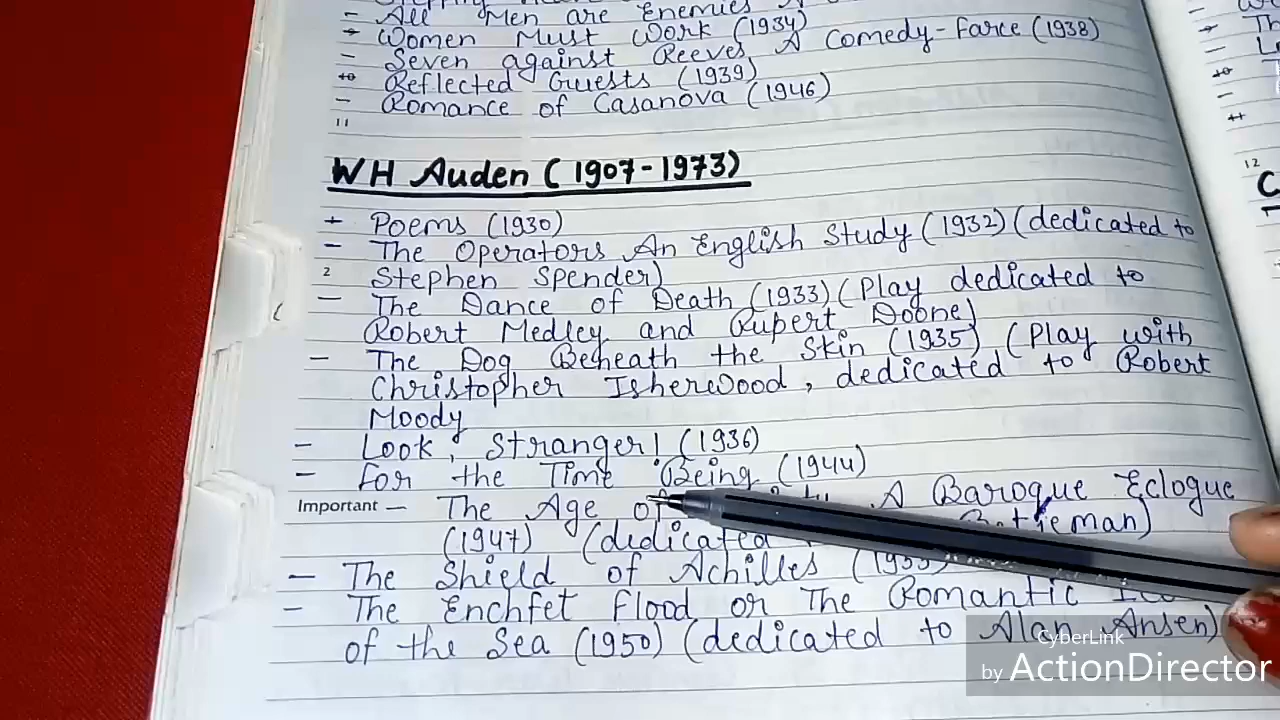 All Men are Enemies A
Women Must Work (1934)
Seven against Reeves A Comedy-Farce (1938)
Reflected Guests (1939)
Romance of Casanova (1946)
11
WH Auden (1907-1973)
Poems (1930)
The Operators An English Study (1932) (dedicated to
2 Stephen Spender)
The Dance of Death (1933) (Play dedicated to
Robert Medley and Rupert Doone)
The Dog Beneath the Skin (1935) (Play with
Christopher Isherwood, dedicated to Robert
Moody
Look, Stranger! (1936)
For the Time Being (1944)
Important - The Age of A Baroque Eclogue
(1947) (dedicated
The Shield of Achilles
The Enchfet Flood or The Romantic
of the Sea (1950) (dedicated to Alan Ansen)
12
CyberLink
by ActionDirector